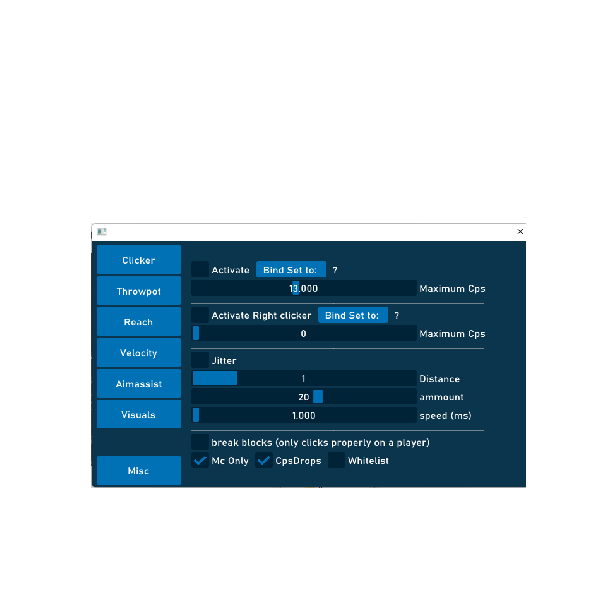 Clicker
Throwpot
Reach
Velocity
Aimassist
Visuals
Misc
Activate Bind Set to: ?
13.000 Maximum Cps
Activate Right clicker Bind Set to: ?
0 Maximum Cps
Jitter
1 Distance
20 ammount
1.000 speed (ms)
break blocks (only clicks properly on a player)
Mc Only CpsDrops Whitelist